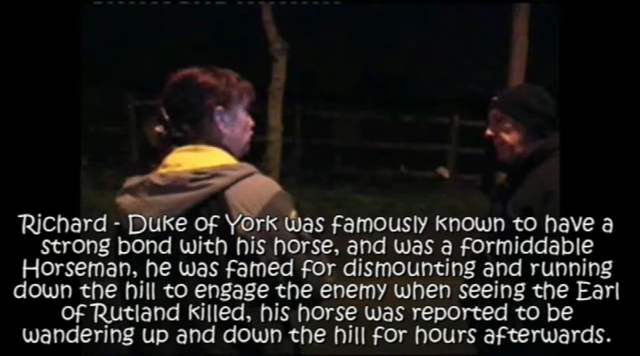 Richard - Duke of York was famously known to have a
strong bond with his horse, and was a formiddable
Horseman, he was famed for dismounting and running
down the hill to engage the enemy when seeing the Earl
of Rutland killed, his horse was reported to be
wandering up and down the hill for hours afterwards.